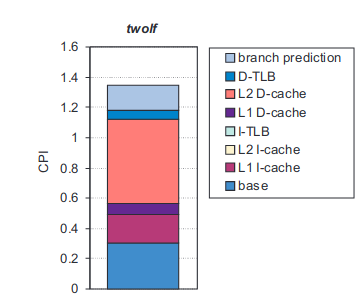 twolf
1.6
1.4
1.2
1
0.8
0.6
0.4
0.2
0
CPI
branch prediction
D-TLB
L2 D-cache
L1 D-cache
I-TLB
L2 I-cache
L1 I-cache
base